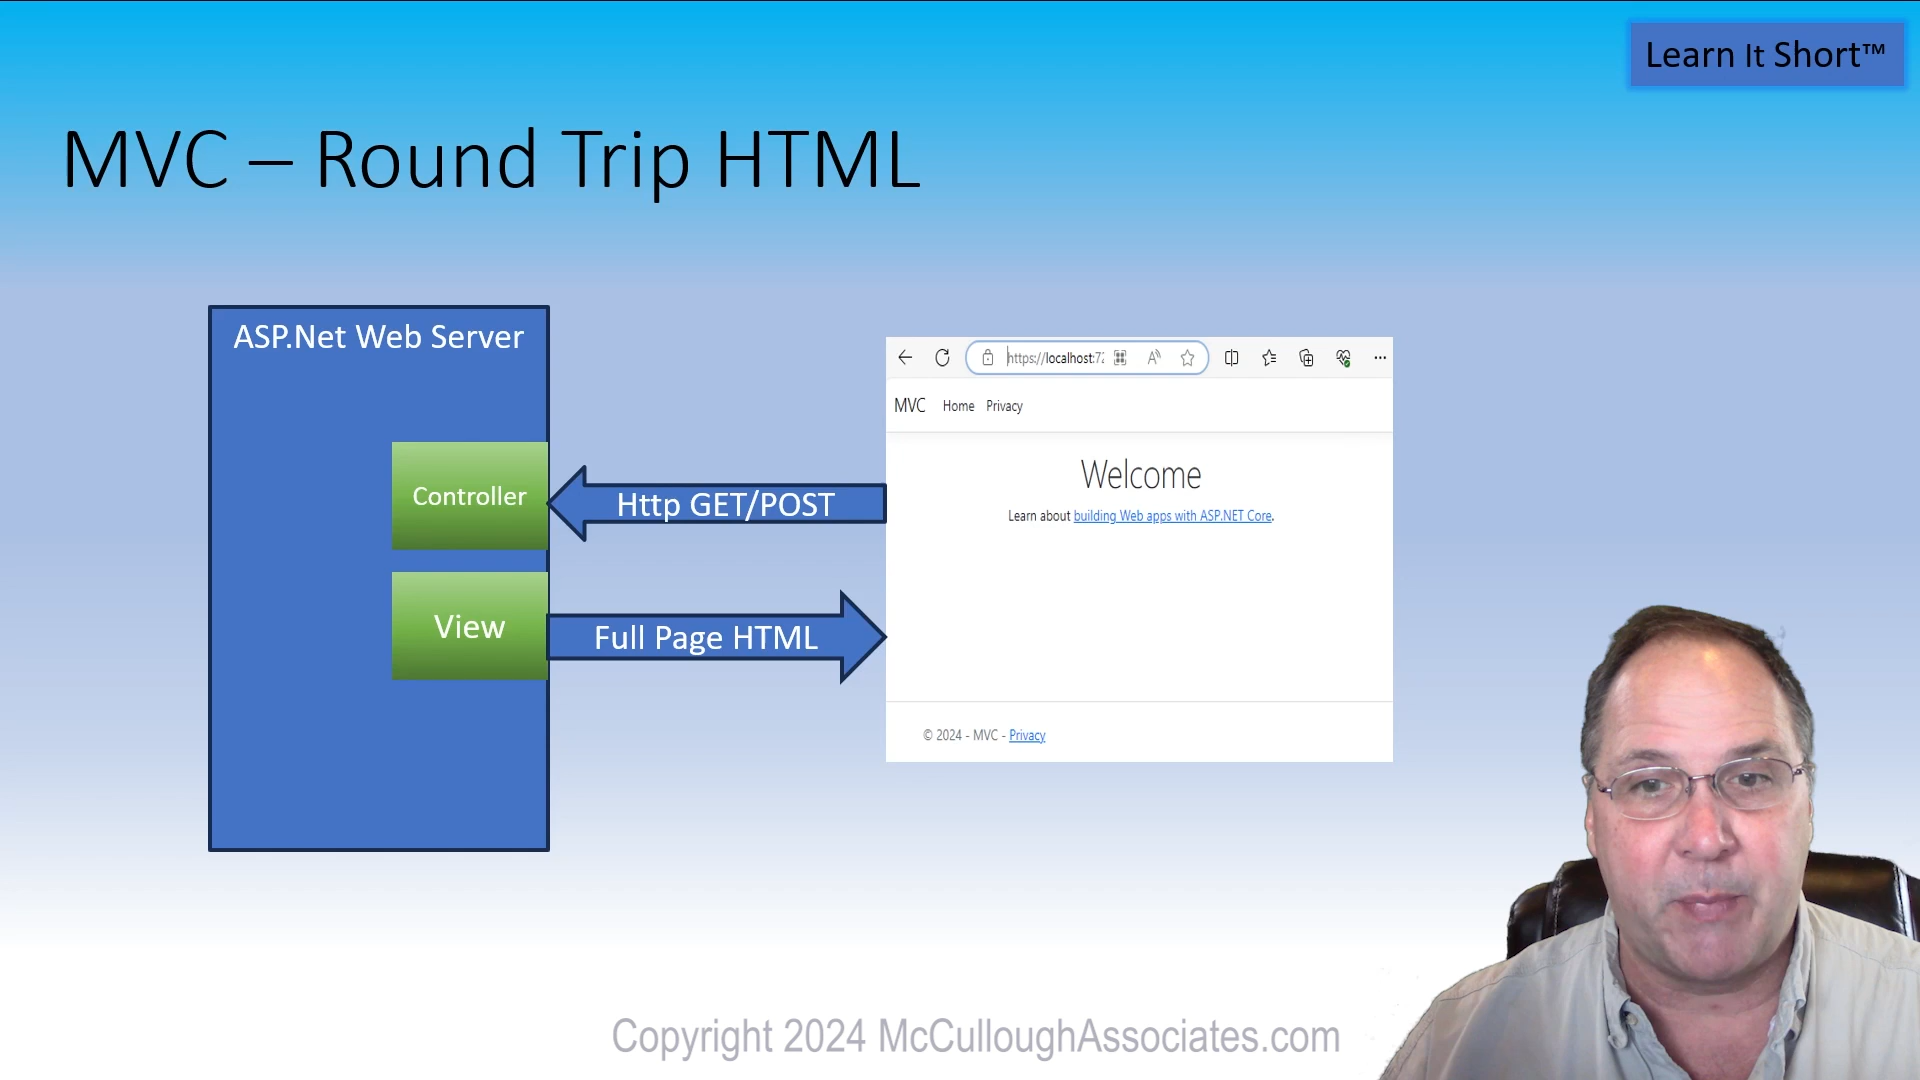 Learn It Short™
MVC – Round Trip HTML
ASP.Net Web Server
Controller
Http GET/POST
View
Full Page HTML
https://localhost:72
MVC Home Privacy
Welcome
Learn about building Web apps with ASP.NET Core.
© 2024 - MVC - Privacy
Copyright 2024 McCulloughAssociates.com